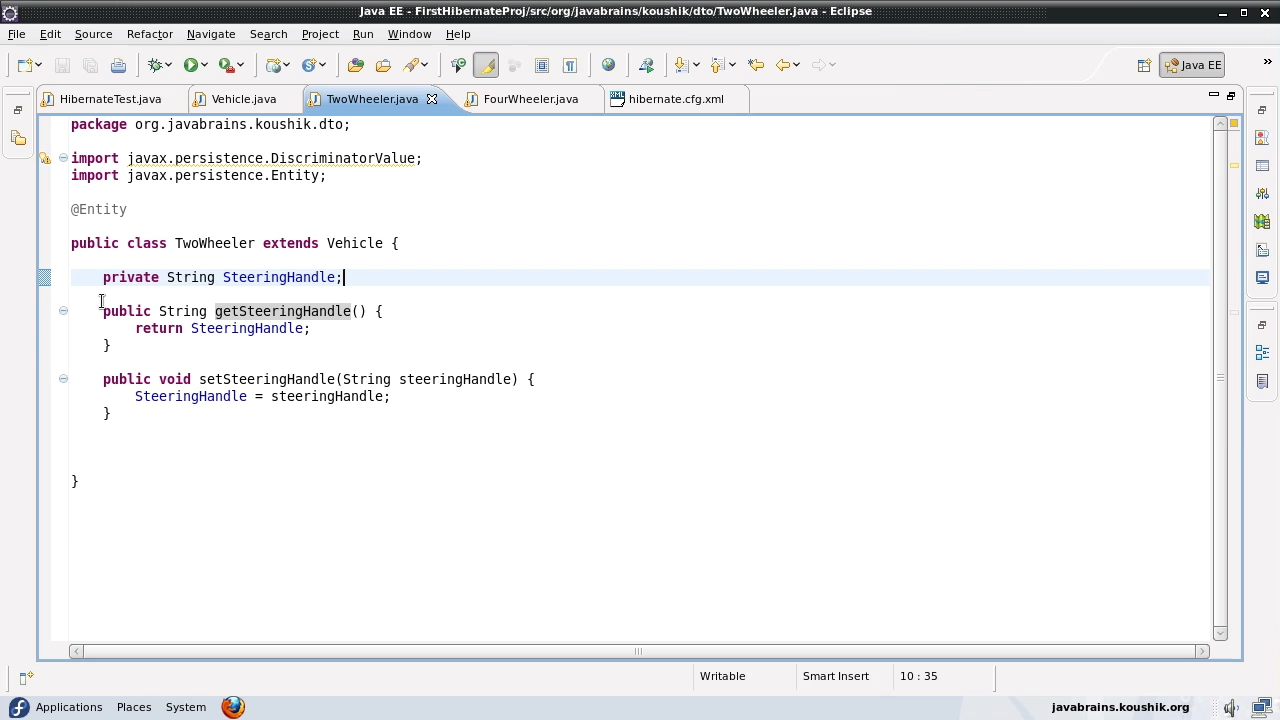 Java EE - FirstHibernateProj/src/org/javabrains/koushik/dto/TwoWheeler.java - Eclipse
File Edit Source Refactor Navigate Search Project Run Window Help
Java EE »
HibernateTest.java Vehicle.java TwoWheeler.java FourWheeler.java hibernate.cfg.xml
package org.javabrains.koushik.dto;
import javax.persistence.DiscriminatorValue;
import javax.persistence.Entity;
@Entity
public class TwoWheeler extends Vehicle {
private String SteeringHandle;
public String getSteeringHandle() {
return SteeringHandle;
}
public void setSteeringHandle(String steeringHandle) {
SteeringHandle = steeringHandle;
}
}
Writable Smart Insert 10 : 35
Applications Places System javabrains.koushik.org